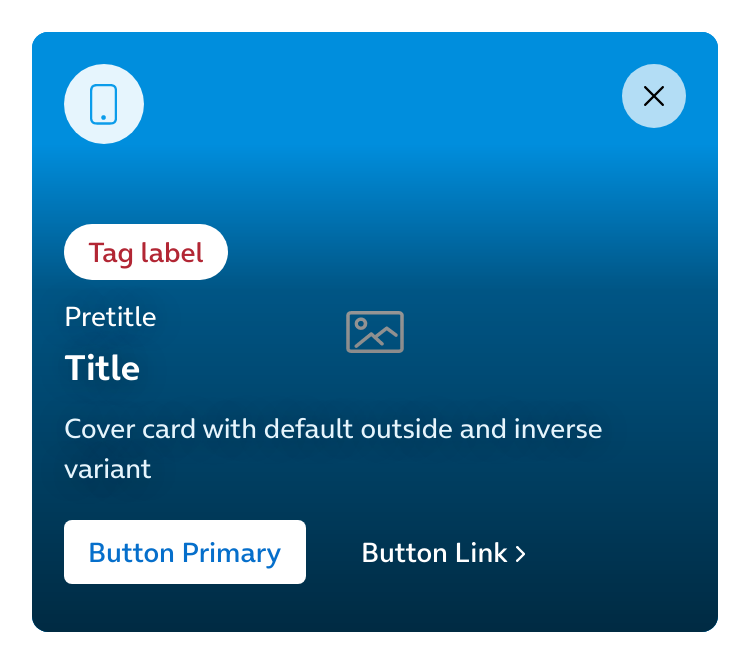 Tag label
Pretitle
Title
Cover card with default outside and inverse
variant
Button Primary
Button Link